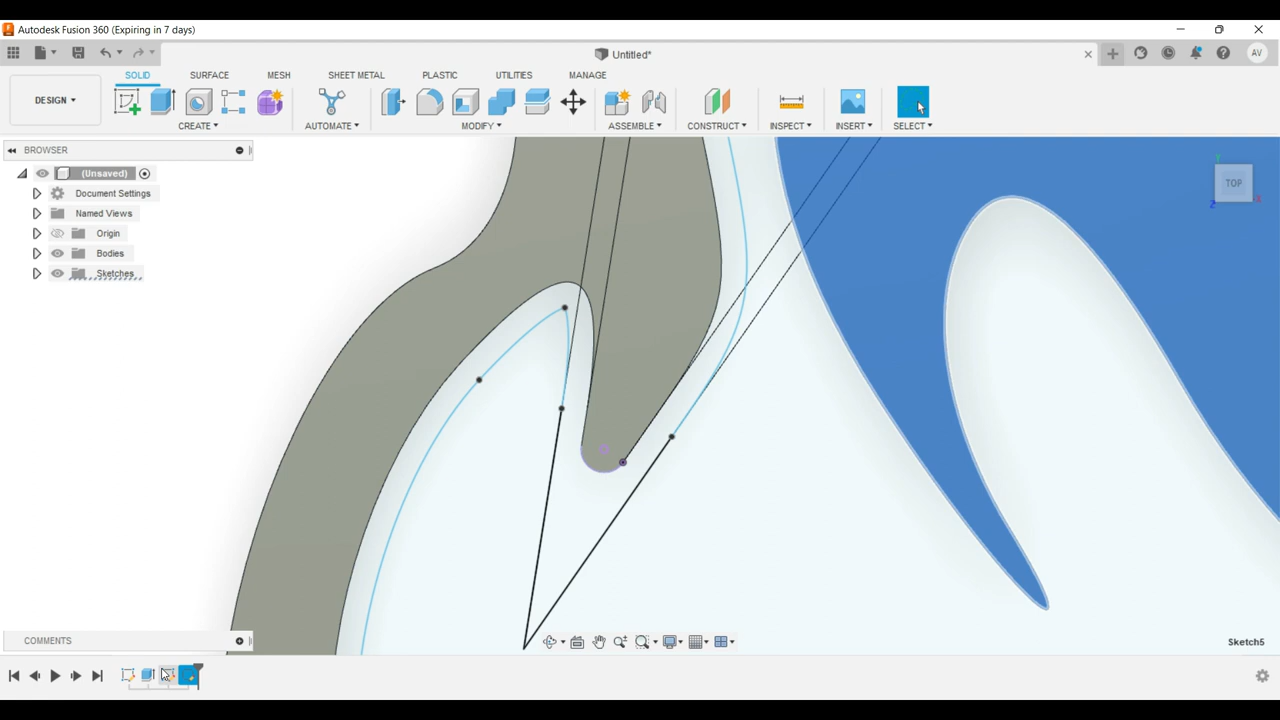 Autodesk Fusion 360 (Expiring in 7 days)
Untitled*
AV
SOLID SURFACE MESH SHEET METAL PLASTIC UTILITIES MANAGE
DESIGN
CREATE AUTOMATE MODIFY ASSEMBLE CONSTRUCT INSPECT INSERT SELECT
BROWSER
(Unsaved)
Document Settings
Named Views
Origin
Bodies
Sketches
Y
TOP
Z X
COMMENTS
Sketch5